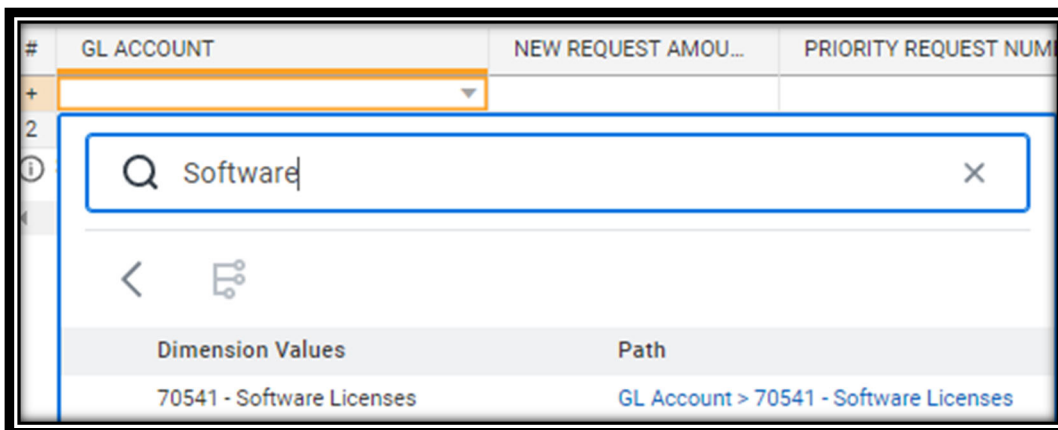 # GL ACCOUNT NEW REQUEST AMOU... PRIORITY REQUEST NUM
+
2
Software
Dimension Values Path
70541 - Software Licenses GL Account > 70541 - Software Licenses